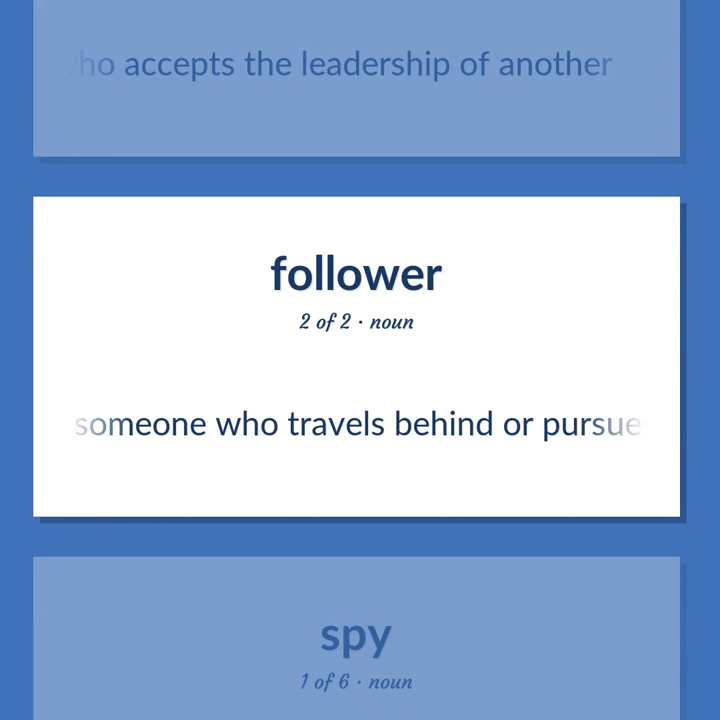 who accepts the leadership of another
follower
2 of 2 · noun
someone who travels behind or pursue
spy
1 of 6 · noun